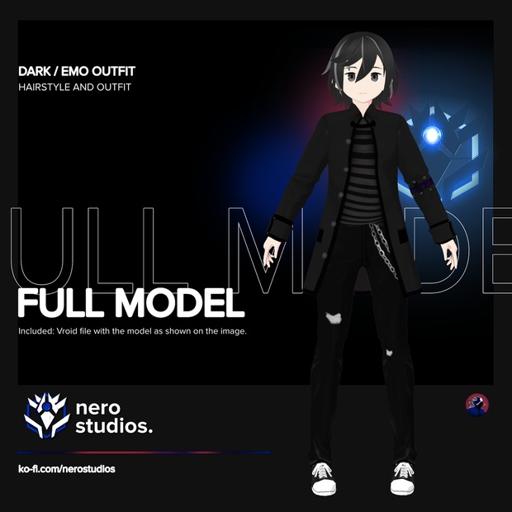 DARK / EMO OUTFIT
HAIRSTYLE AND OUTFIT
ULL MODE
FULL MODEL
Included: Vroid file with the model as shown on the image.
nero
studios.
ko-fi.com/nerostudios